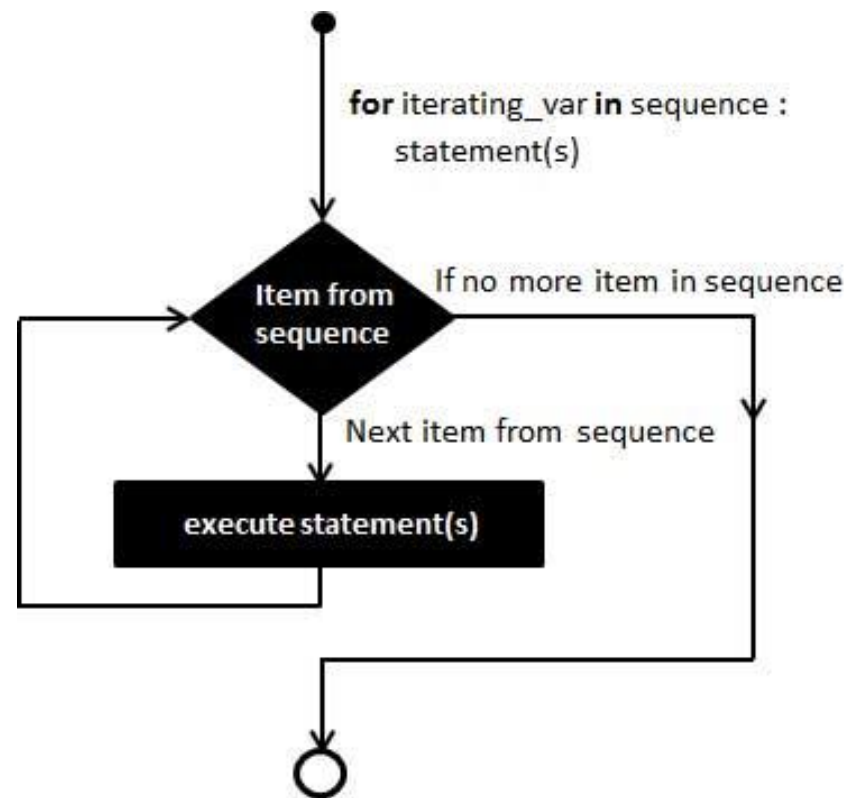 for iterating_var in sequence :
statement(s)
If no more item in sequence
Item from
sequence
Next item from sequence
execute statement(s)